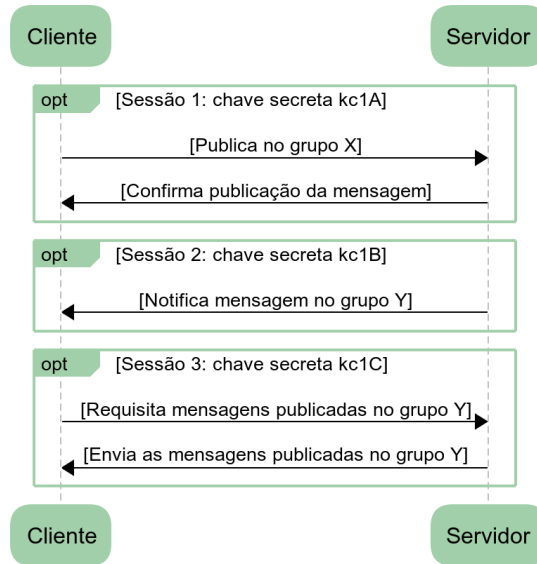 Cliente Servidor
opt [Sessão 1: chave secreta kc1A]
[Publica no grupo X]
[Confirma publicação da mensagem]
opt [Sessão 2: chave secreta kc1B]
[Notifica mensagem no grupo Y]
opt [Sessão 3: chave secreta kc1C]
[Requisita mensagens publicadas no grupo Y]
[Envia as mensagens publicadas no grupo Y]
Cliente Servidor